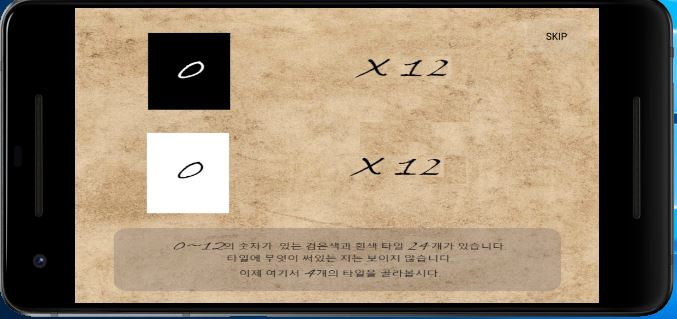 SKIP
0 X 12
0 X 12
0~12의 숫자가 있는 검은색과 흰색 타일 24개가 있습니다.
타일에 무엇이 써있는 지는 보이지 않습니다.
이제 여기서 4개의 타일을 골라봅시다.